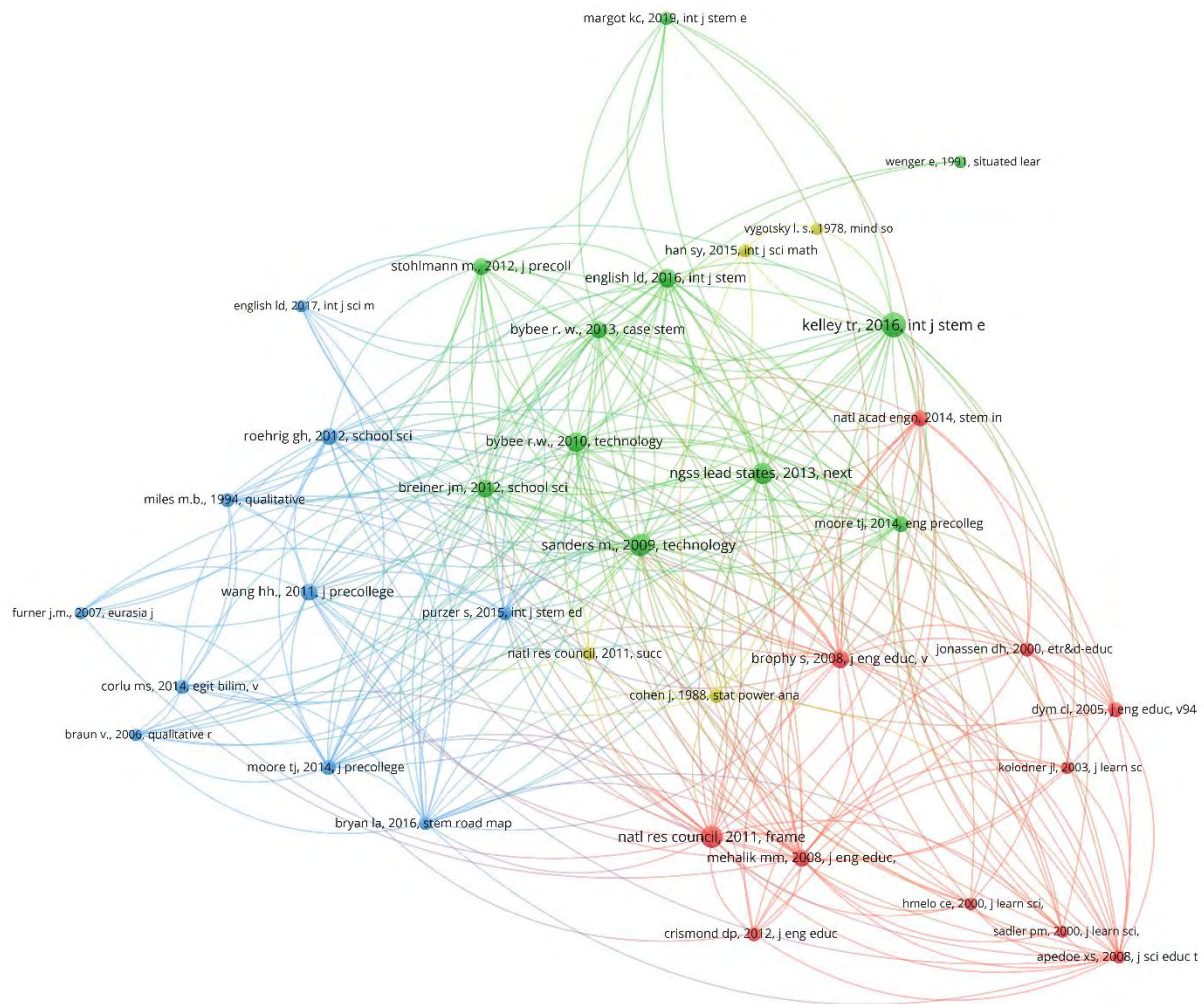 margot kc, 2019, int j stem e
wenger e, 1991, situated lear
vygotsky l. s., 1978, mind so
han sy, 2015, int j sci math
stohlmann m., 2012, j precoll
english ld, 2016, int j stem
english ld, 2017, int j sci m
bybee r. w., 2013, case stem
kelley tr, 2016, int j stem e
natl acad engn, 2014, stem in
roehrig gh, 2012, school sci
bybee r.w., 2010, technology
ngss lead states, 2013, next
breiner jm, 2012, school sci
miles m.b., 1994, qualitative
moore tj, 2014, eng precolleg
sanders m., 2009, technology
wang hh., 2011, j precollege
furner j.m., 2007, eurasia j
purzer s, 2015, int j stem ed
jonassen dh, 2000, etr&d-educ
natl res council, 2011, succ
brophy s, 2008, j eng educ, v
corlu ms, 2014, egit bilim, v
cohen j, 1988, stat power ana
dym cl, 2005, j eng educ, v94
braun v., 2006, qualitative r
moore tj, 2014, j precollege
kolodner jl, 2003, j learn sc
bryan la, 2016, stem road map
natl res council, 2011, frame
mehalik mm, 2008, j eng educ,
hmelo ce, 2000, j learn sci,
crismond dp, 2012, j eng educ
sadler pm, 2000, j learn sci,
apedoe xs, 2008, j sci educ t